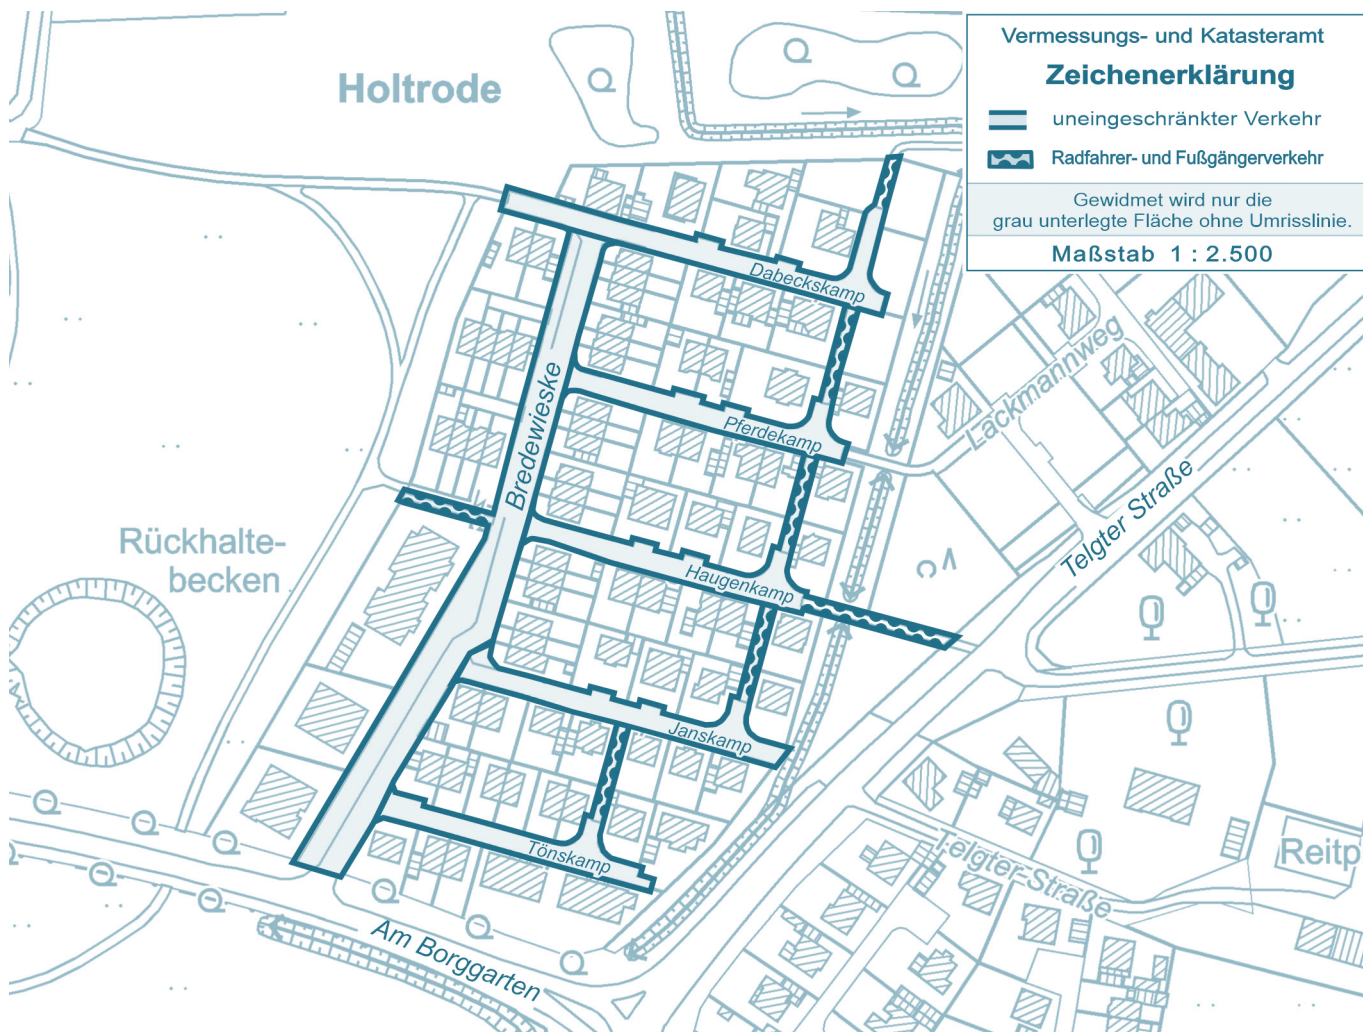 Vermessungs- und Katasteramt
Zeichenerklärung
uneingeschränkter Verkehr
Radfahrer- und Fußgängerverkehr
Gewidmet wird nur die
grau unterlegte Fläche ohne Umrisslinie.
Maßstab 1 : 2.500
Holtrode
Dabeckskamp
Lackmannweg
Bredewieske
Pferdekamp
Telgter Straße
Rückhalte-
becken
Haugenkamp
Janskamp
Tönskamp
Telgter-Straße
Reitp
Am Borggarten